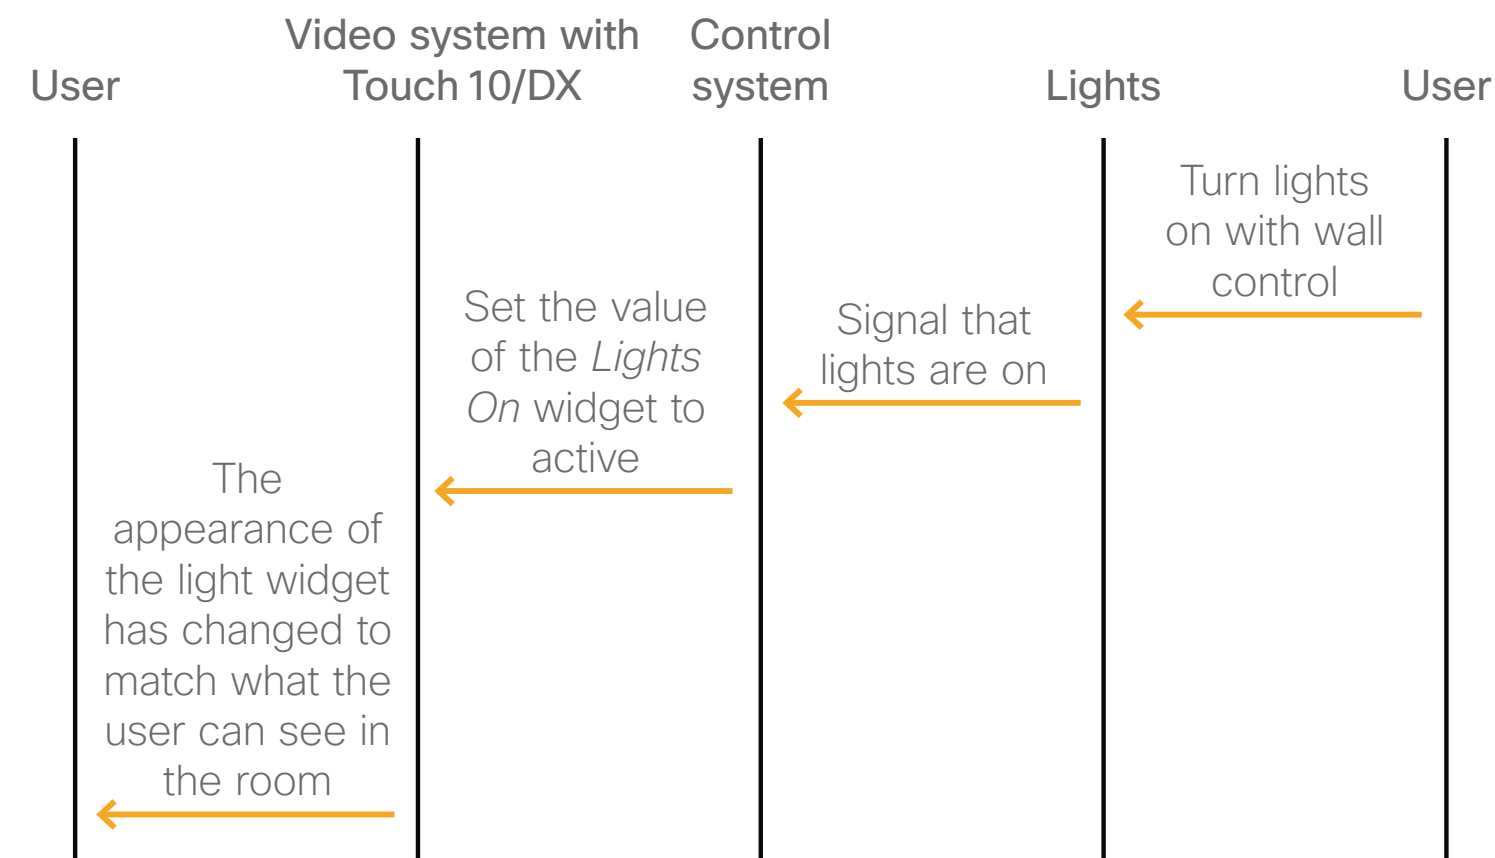 User
Video system with
Touch 10/DX
Control
system
Lights
User
Turn lights
on with wall
control
Signal that
lights are on
Set the value
of the Lights
On widget to
active
The
appearance of
the light widget
has changed to
match what the
user can see in
the room